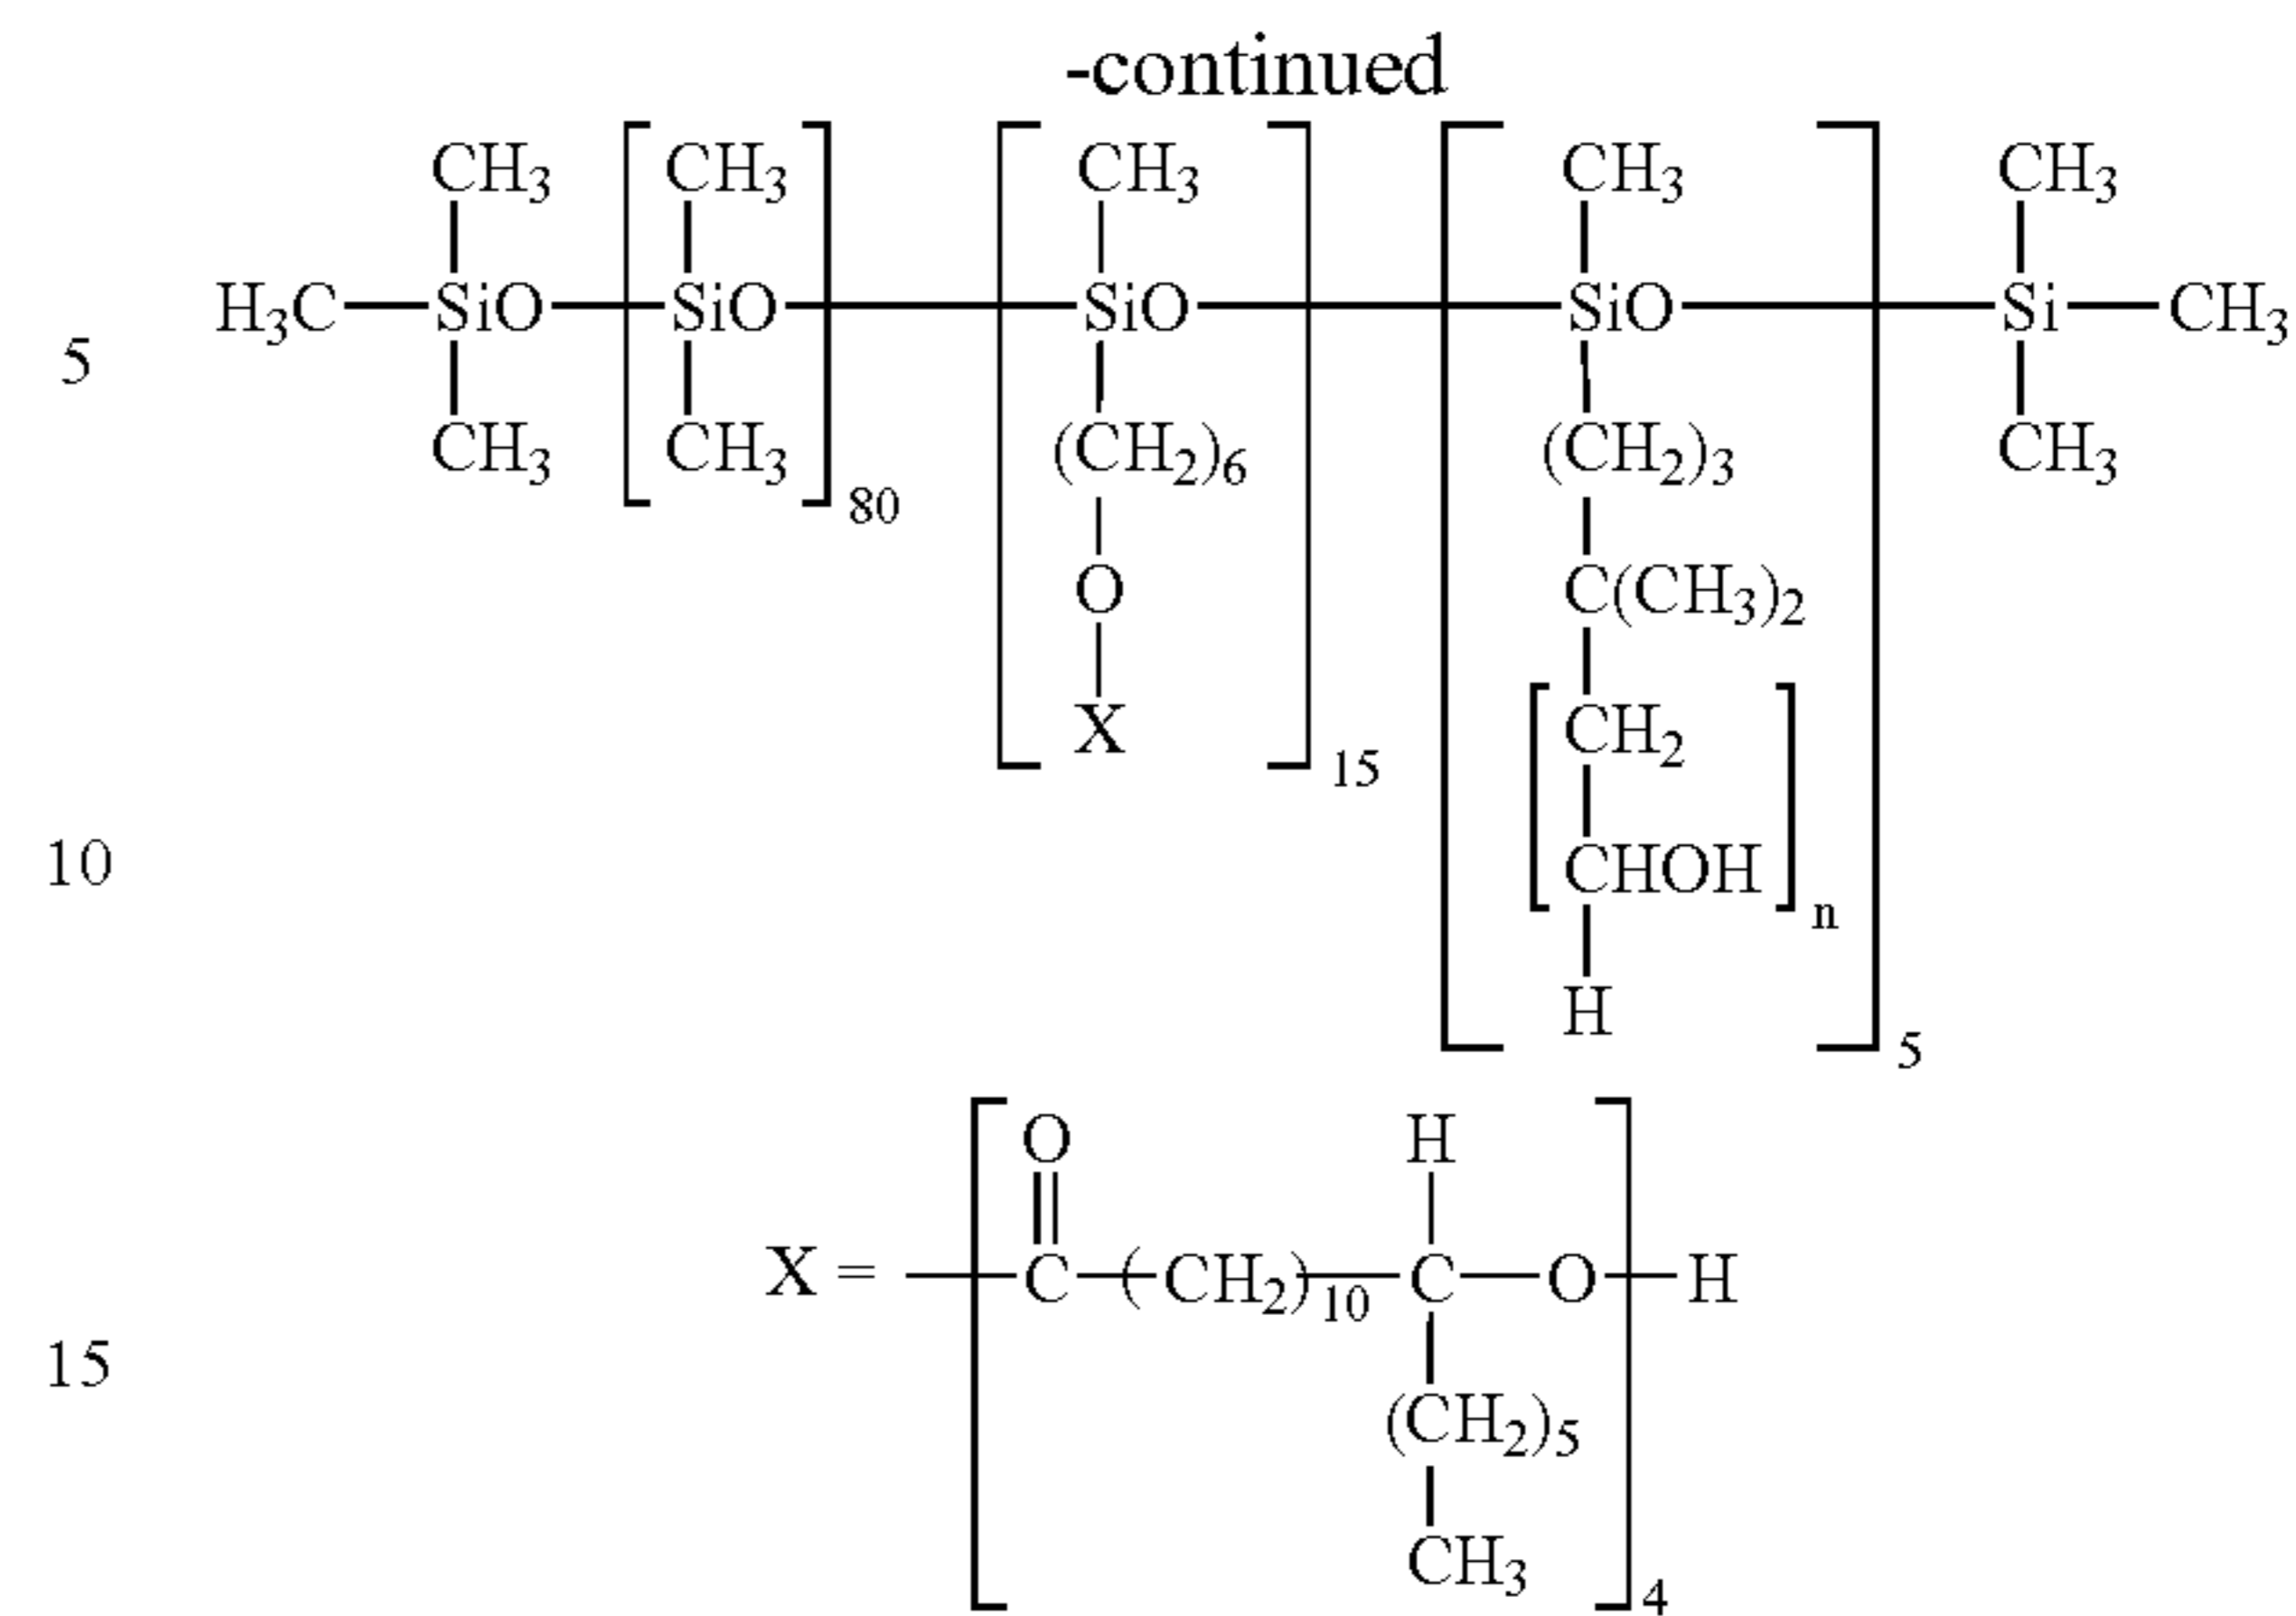 -continued
CH₃ CH₃ CH₃ CH₃ CH₃
H₃C SiO SiO SiO SiO Si CH₃
5
CH₃ CH₃ (CH₂)₆ (CH₂)₃ CH₃
80
O C(CH₃)₂
X CH₂
15
10 CHOH
n
H
5
O H
X = C (CH₂)₁₀ C O H
15
(CH₂)₅
CH₃
4